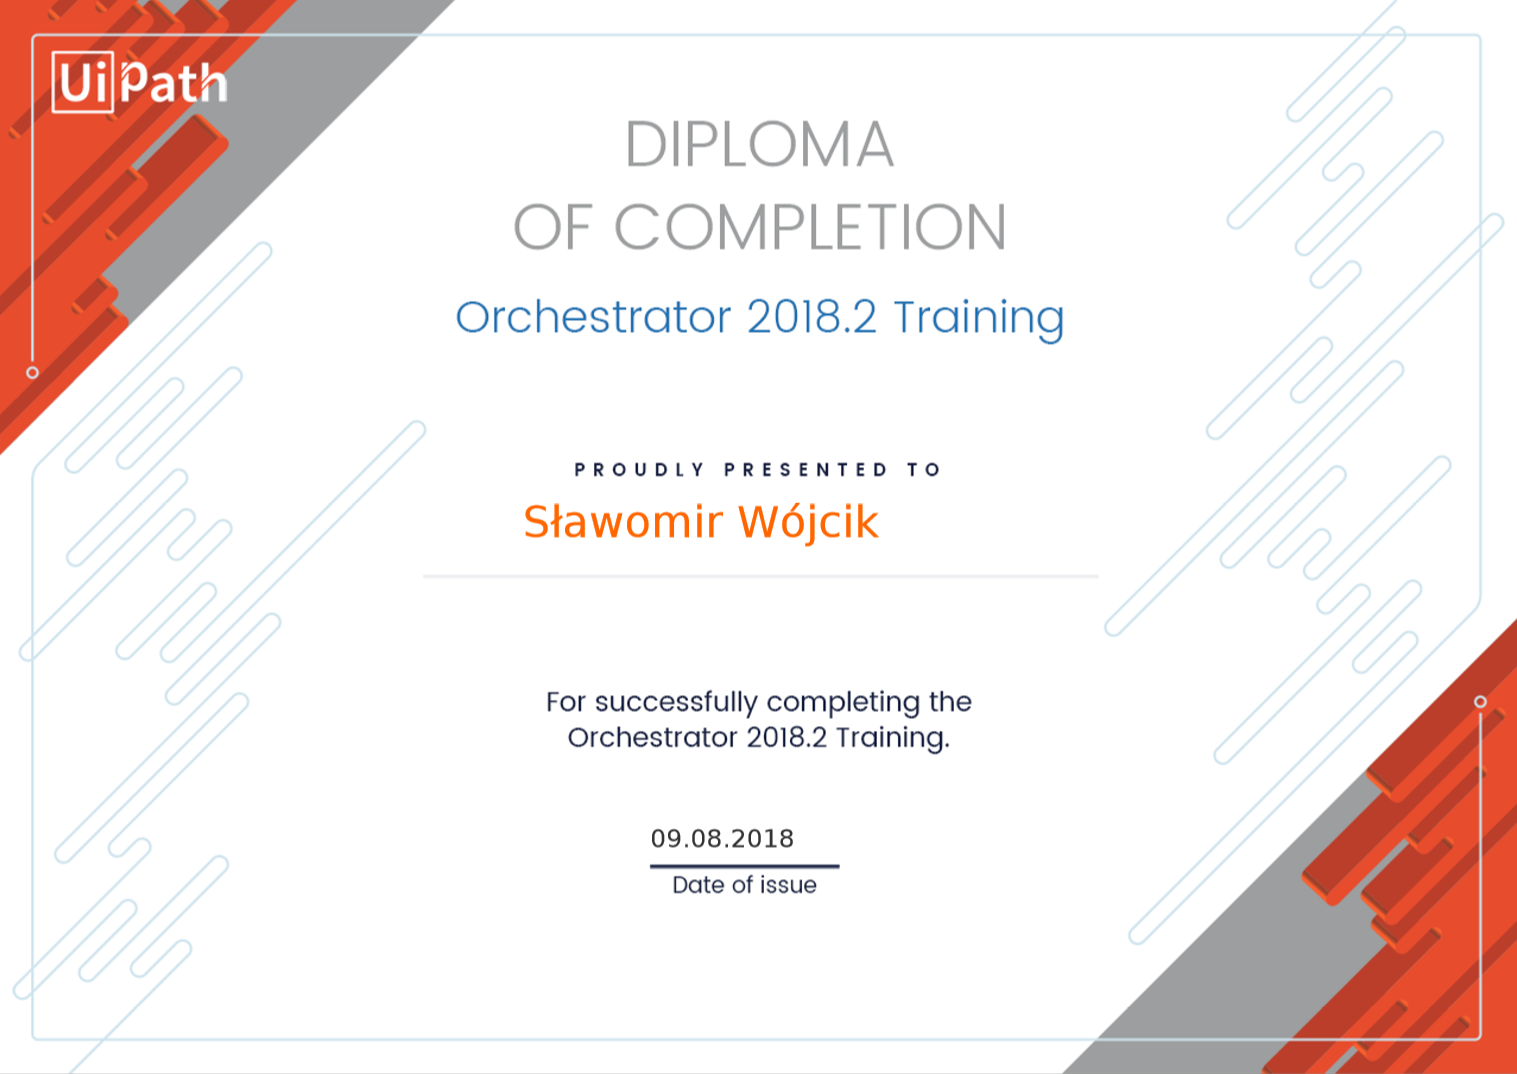 UiPath
DIPLOMA
OF COMPLETION
Orchestrator 2018.2 Training
PROUDLY PRESENTED TO
Sławomir Wójcik
For successfully completing the
Orchestrator 2018.2 Training.
09.08.2018
Date of issue